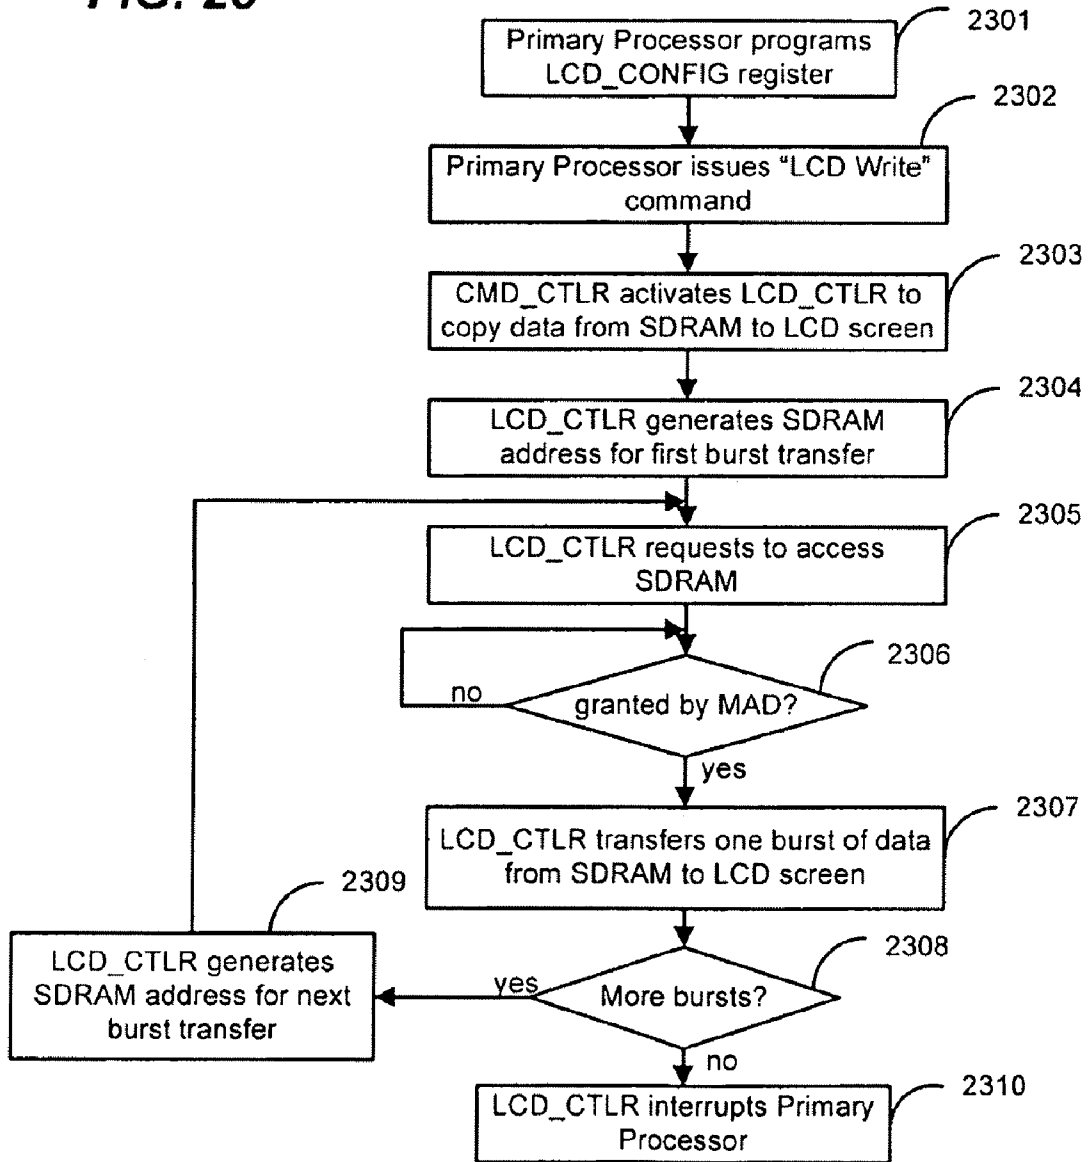 2301
Primary Processor programs
LCD_CONFIG register
2302
Primary Processor issues “LCD Write”
command
2303
CMD_CTLR activates LCD_CTLR to
copy data from SDRAM to LCD screen
2304
LCD_CTLR generates SDRAM
address for first burst transfer
2305
LCD_CTLR requests to access
SDRAM
2306
no
granted by MAD?
yes
2307
LCD_CTLR transfers one burst of data
from SDRAM to LCD screen
2309
LCD_CTLR generates
SDRAM address for next
burst transfer
2308
yes
More bursts?
no
2310
LCD_CTLR interrupts Primary
Processor